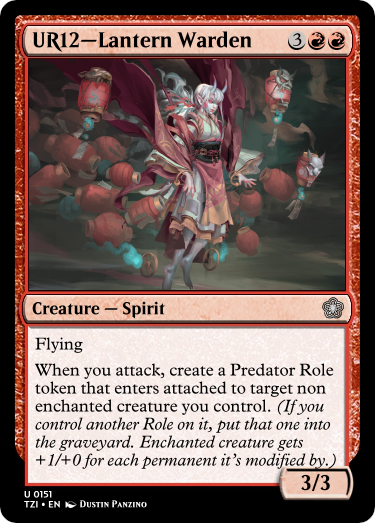 UR12—Lantern Warden 3
Creature — Spirit
Flying
When you attack, create a Predator Role
token that enters attached to target non
enchanted creature you control. (If you
control another Role on it, put that one into
the graveyard. Enchanted creature gets
+1/+0 for each permanent it’s modified by.)
3/3
U 0151
TZI • EN Dustin Panzino